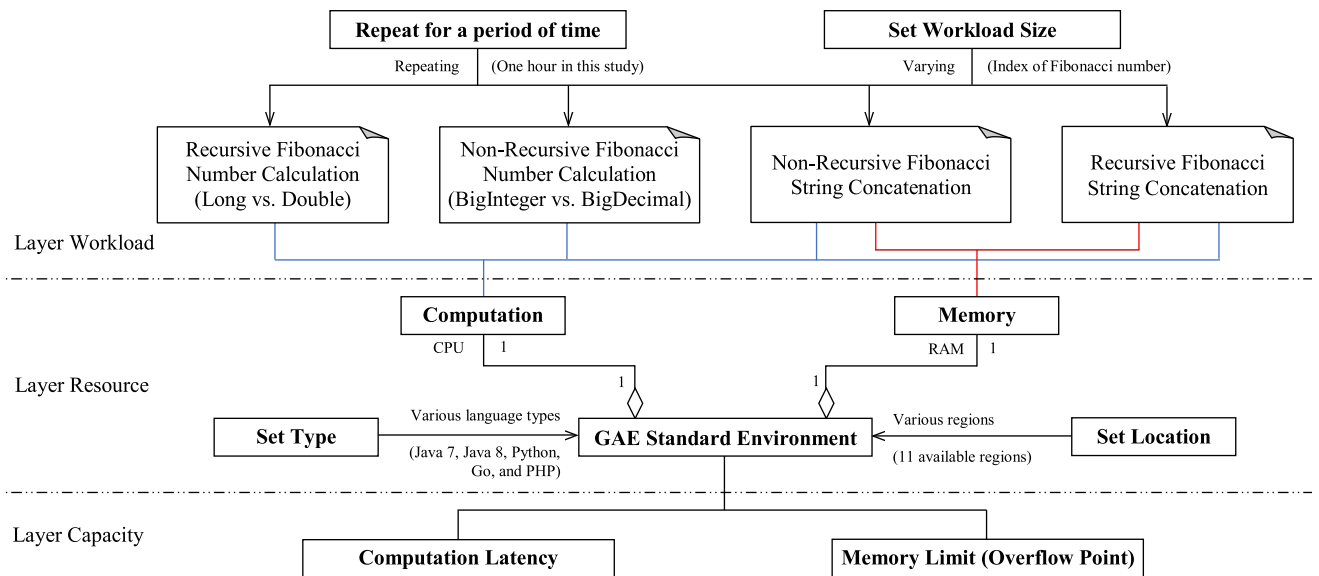 Repeat for a period of time
Set Workload Size
Repeating
(One hour in this study)
Varying
(Index of Fibonacci number)
Recursive Fibonacci
Number Calculation
(Long vs. Double)
Non-Recursive Fibonacci
Number Calculation
(BigInteger vs. BigDecimal)
Non-Recursive Fibonacci
String Concatenation
Recursive Fibonacci
String Concatenation
Layer Workload
Computation
Memory
CPU
1
RAM
1
1
1
Layer Resource
Set Type
Various language types
(Java 7, Java 8, Python,
Go, and PHP)
GAE Standard Environment
Various regions
(11 available regions)
Set Location
Layer Capacity
Computation Latency
Memory Limit (Overflow Point)